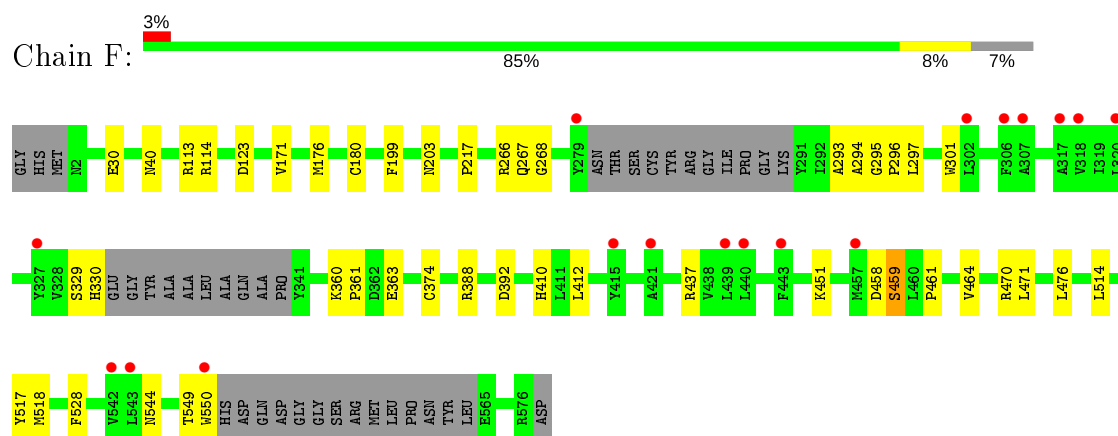 3%
Chain F:
85% 8% 7%
GLY HIS MET N2 E30 N40 R113 R114 D123 V171 M176 C180 F199 N203 P217 R266 Q267 G268 Y279 ASN THR SER CYS TYR ARG GLY ILE PRO GLY LYS Y291 I292 A293 A294 G295 P296 L297 W301 L302 F306 A307 A317 V318 I319 L320
Y327 V328 S329 H330 GLU GLY TYR ALA ALA LEU ALA GLN ALA PRO Y341 K360 P361 D362 E363 C374 R388 D392 H410 L411 L412 Y415 A421 R437 V438 L439 L440 F443 K451 M457 D458 S459 L460 P461 V464 R470 L471 L476 L514
Y517 M518 F528 V542 L543 N544 T549 W550 HIS ASP GLN ASP GLY GLY SER ARG MET LEU PRO ASN TYR LEU E565 R576 ASP